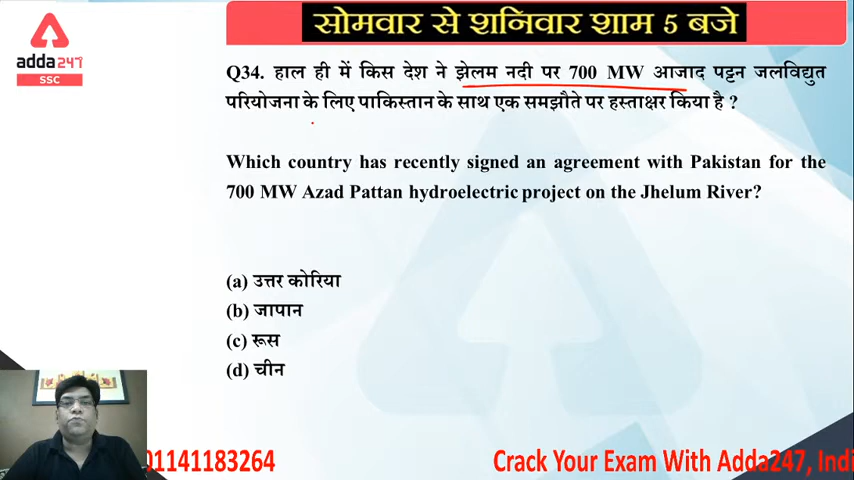 सोमवार से शनिवार शाम 5 बजे
adda247
SSC
Q34. हाल ही में किस देश ने झेलम नदी पर 700 MW आजाद पट्टन जलविद्युत
परियोजना के लिए पाकिस्तान के साथ एक समझौते पर हस्ताक्षर किया है ?
Which country has recently signed an agreement with Pakistan for the
700 MW Azad Pattan hydroelectric project on the Jhelum River?
(a) उत्तर कोरिया
(b) जापान
(c) रूस
(d) चीन
01141183264
Crack Your Exam With Adda247, Indi